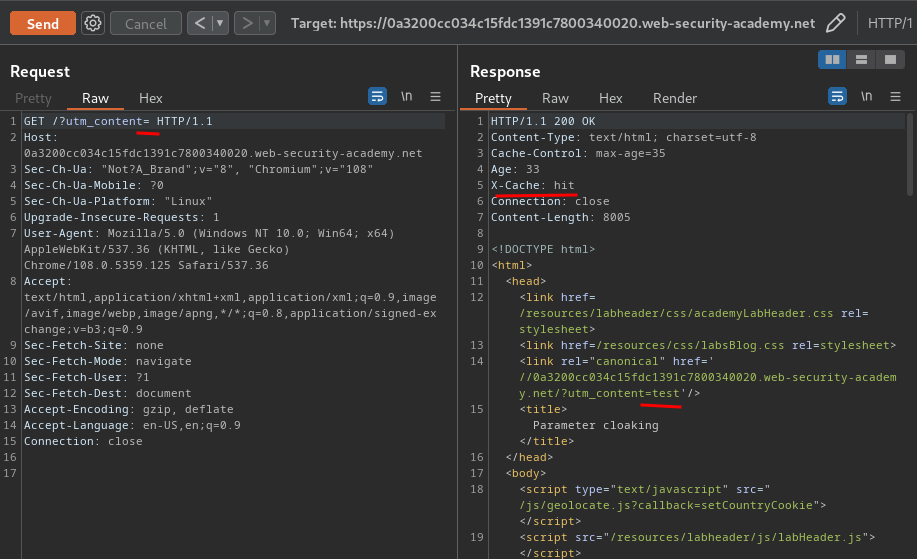 Send Cancel < > Target: https://0a3200cc034c15fdc1391c7800340020.web-security-academy.net HTTP/1
Request
Pretty Raw Hex \n
1 GET /?utm_content= HTTP/1.1
2 Host:
0a3200cc034c15fdc1391c7800340020.web-security-academy.net
3 Sec-Ch-Ua: "Not?A_Brand";v="8", "Chromium";v="108"
4 Sec-Ch-Ua-Mobile: ?0
5 Sec-Ch-Ua-Platform: "Linux"
6 Upgrade-Insecure-Requests: 1
7 User-Agent: Mozilla/5.0 (Windows NT 10.0; Win64; x64)
AppleWebKit/537.36 (KHTML, like Gecko)
Chrome/108.0.5359.125 Safari/537.36
8 Accept:
text/html,application/xhtml+xml,application/xml;q=0.9,image
/avif,image/webp,image/apng,*/*;q=0.8,application/signed-ex
change;v=b3;q=0.9
9 Sec-Fetch-Site: none
10 Sec-Fetch-Mode: navigate
11 Sec-Fetch-User: ?1
12 Sec-Fetch-Dest: document
13 Accept-Encoding: gzip, deflate
14 Accept-Language: en-US,en;q=0.9
15 Connection: close
16
17
Response
Pretty Raw Hex Render \n
1 HTTP/1.1 200 OK
2 Content-Type: text/html; charset=utf-8
3 Cache-Control: max-age=35
4 Age: 33
5 X-Cache: hit
6 Connection: close
7 Content-Length: 8005
8
9 <!DOCTYPE html>
10 <html>
11 <head>
12 <link href=
/resources/labheader/css/academyLabHeader.css rel=
stylesheet>
13 <link href=/resources/css/labsBlog.css rel=stylesheet>
14 <link rel="canonical" href='
//0a3200cc034c15fdc1391c7800340020.web-security-academ
y.net/?utm_content=test'/>
15 <title>
Parameter cloaking
</title>
16 </head>
17 <body>
18 <script type="text/javascript" src="
/js/geolocate.js?callback=setCountryCookie">
</script>
19 <script src="/resources/labheader/js/labHeader.js">
</script>